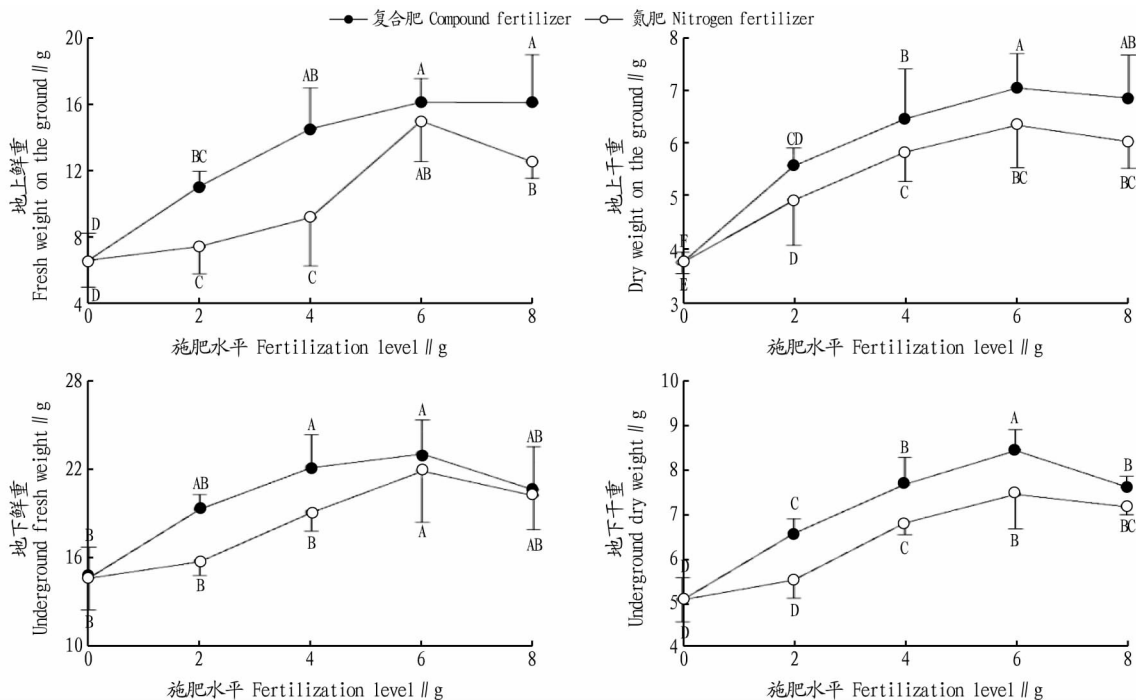 复合肥 Compound fertilizer 氮肥 Nitrogen fertilizer
地上鲜重
Fresh weight on the ground // g
20
16
12
8
4
D
D
BC
C
AB
C
A
AB
A
B
0 2 4 6 8
施肥水平 Fertilization level // g
地上干重
Dry weight on the ground // g
8
7
6
5
4
3
F
E
CD
D
B
C
A
BC
AB
BC
0 2 4 6 8
施肥水平 Fertilization level // g
地下鲜重
Underground fresh weight // g
28
22
16
10
B
B
AB
B
A
B
A
A
AB
AB
0 2 4 6 8
施肥水平 Fertilization level // g
地下干重
Underground dry weight // g
10
9
8
7
6
5
4
D
D
C
D
B
C
A
B
B
BC
0 2 4 6 8
施肥水平 Fertilization level // g